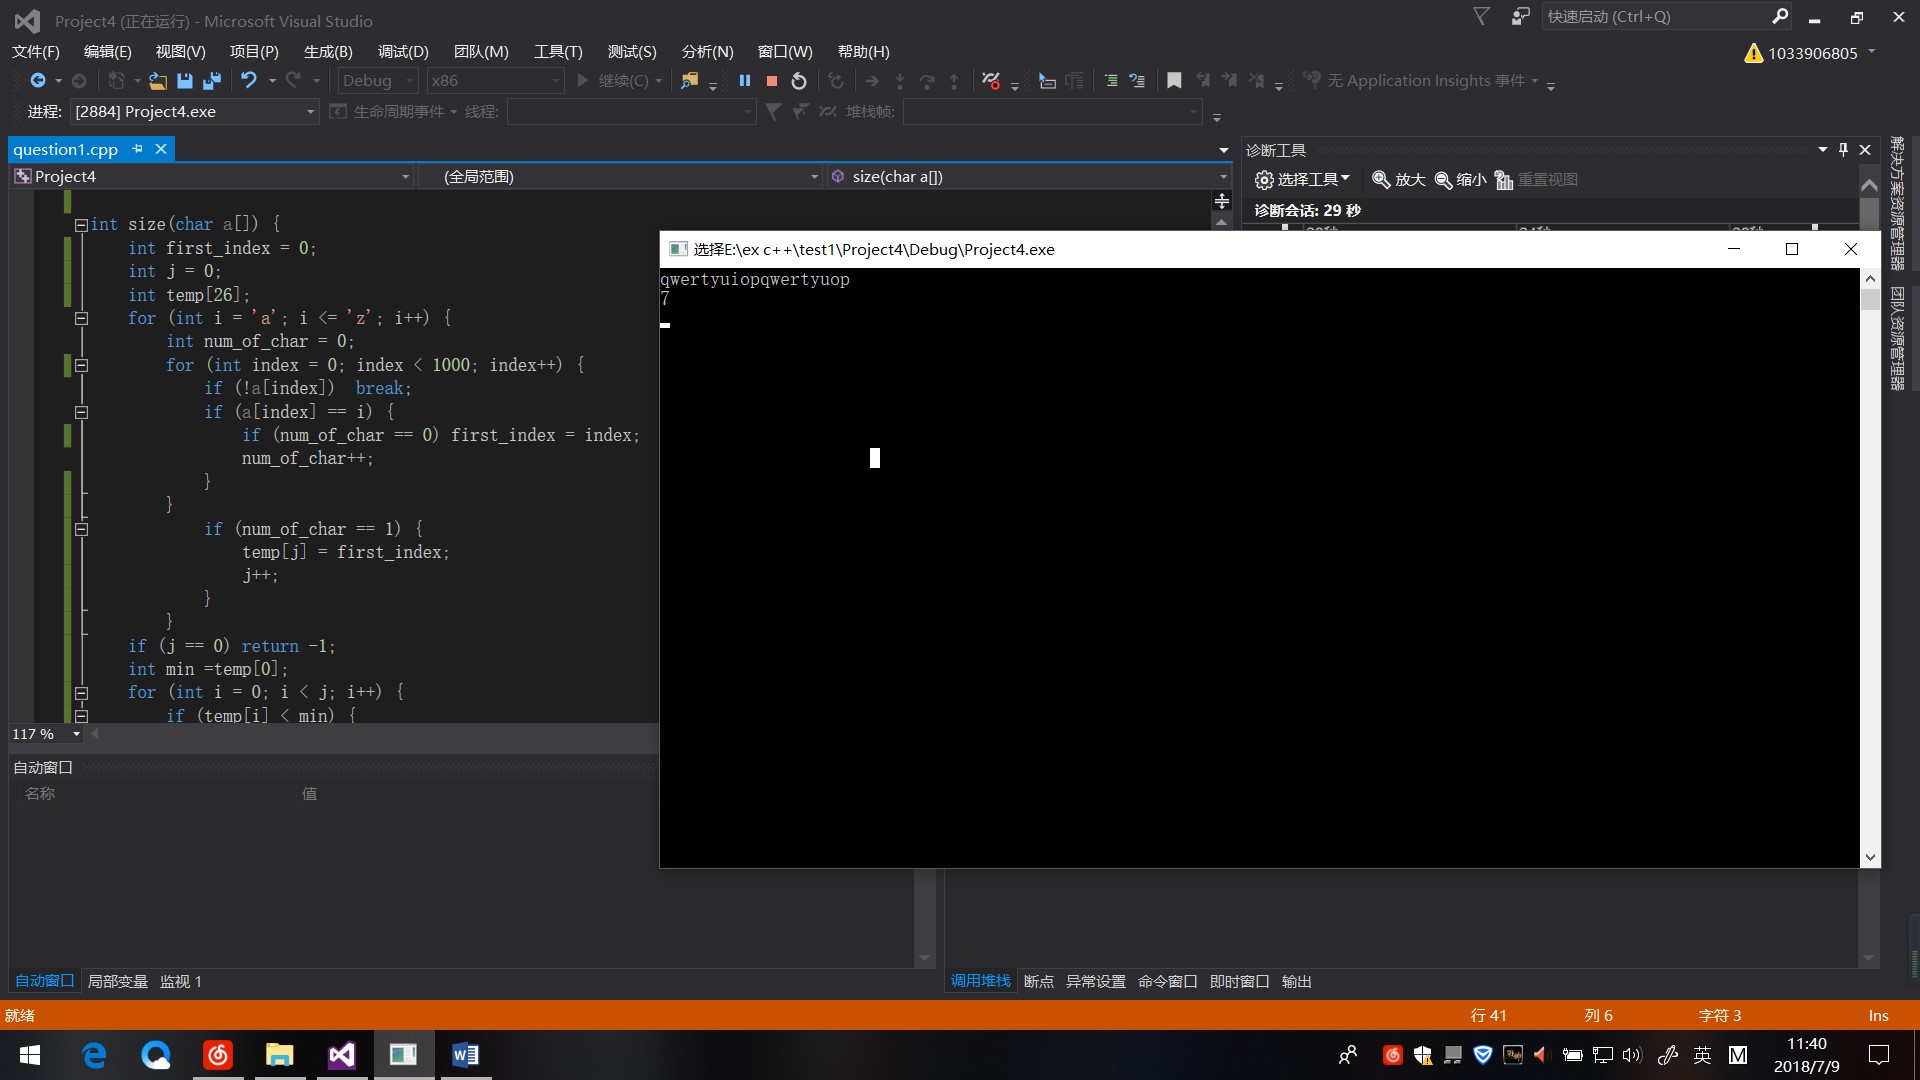 Project4 (正在运行) - Microsoft Visual Studio
快速启动 (Ctrl+Q)
文件(F) 编辑(E) 视图(V) 项目(P) 生成(B) 调试(D) 团队(M) 工具(T) 测试(S) 分析(N) 窗口(W) 帮助(H)
1033906805
Debug x86 继续(C) 无 Application Insights 事件
进程: [2884] Project4.exe 生命周期事件 线程: 堆栈帧:
question1.cpp
Project4 (全局范围) size(char a[])
int size(char a[]) {
int first_index = 0;
int j = 0;
int temp[26];
for (int i = 'a'; i <= 'z'; i++) {
int num_of_char = 0;
for (int index = 0; index < 1000; index++) {
if (!a[index]) break;
if (a[index] == i) {
if (num_of_char == 0) first_index = index;
num_of_char++;
}
}
if (num_of_char == 1) {
temp[j] = first_index;
j++;
}
}
if (j == 0) return -1;
int min =temp[0];
for (int i = 0; i < j; i++) {
if (temp[i] < min) {
117 %
诊断工具
选择工具 放大 缩小 重置视图
诊断会话: 29 秒
解决方案资源管理器
团队资源管理器
选择E:\ex c++\test1\Project4\Debug\Project4.exe
qwertyuiopqwertyuop
7
自动窗口
名称 值
自动窗口 局部变量 监视 1
调用堆栈 断点 异常设置 命令窗口 即时窗口 输出
就绪 行 41 列 6 字符 3 Ins
英 M
11:40
2018/7/9